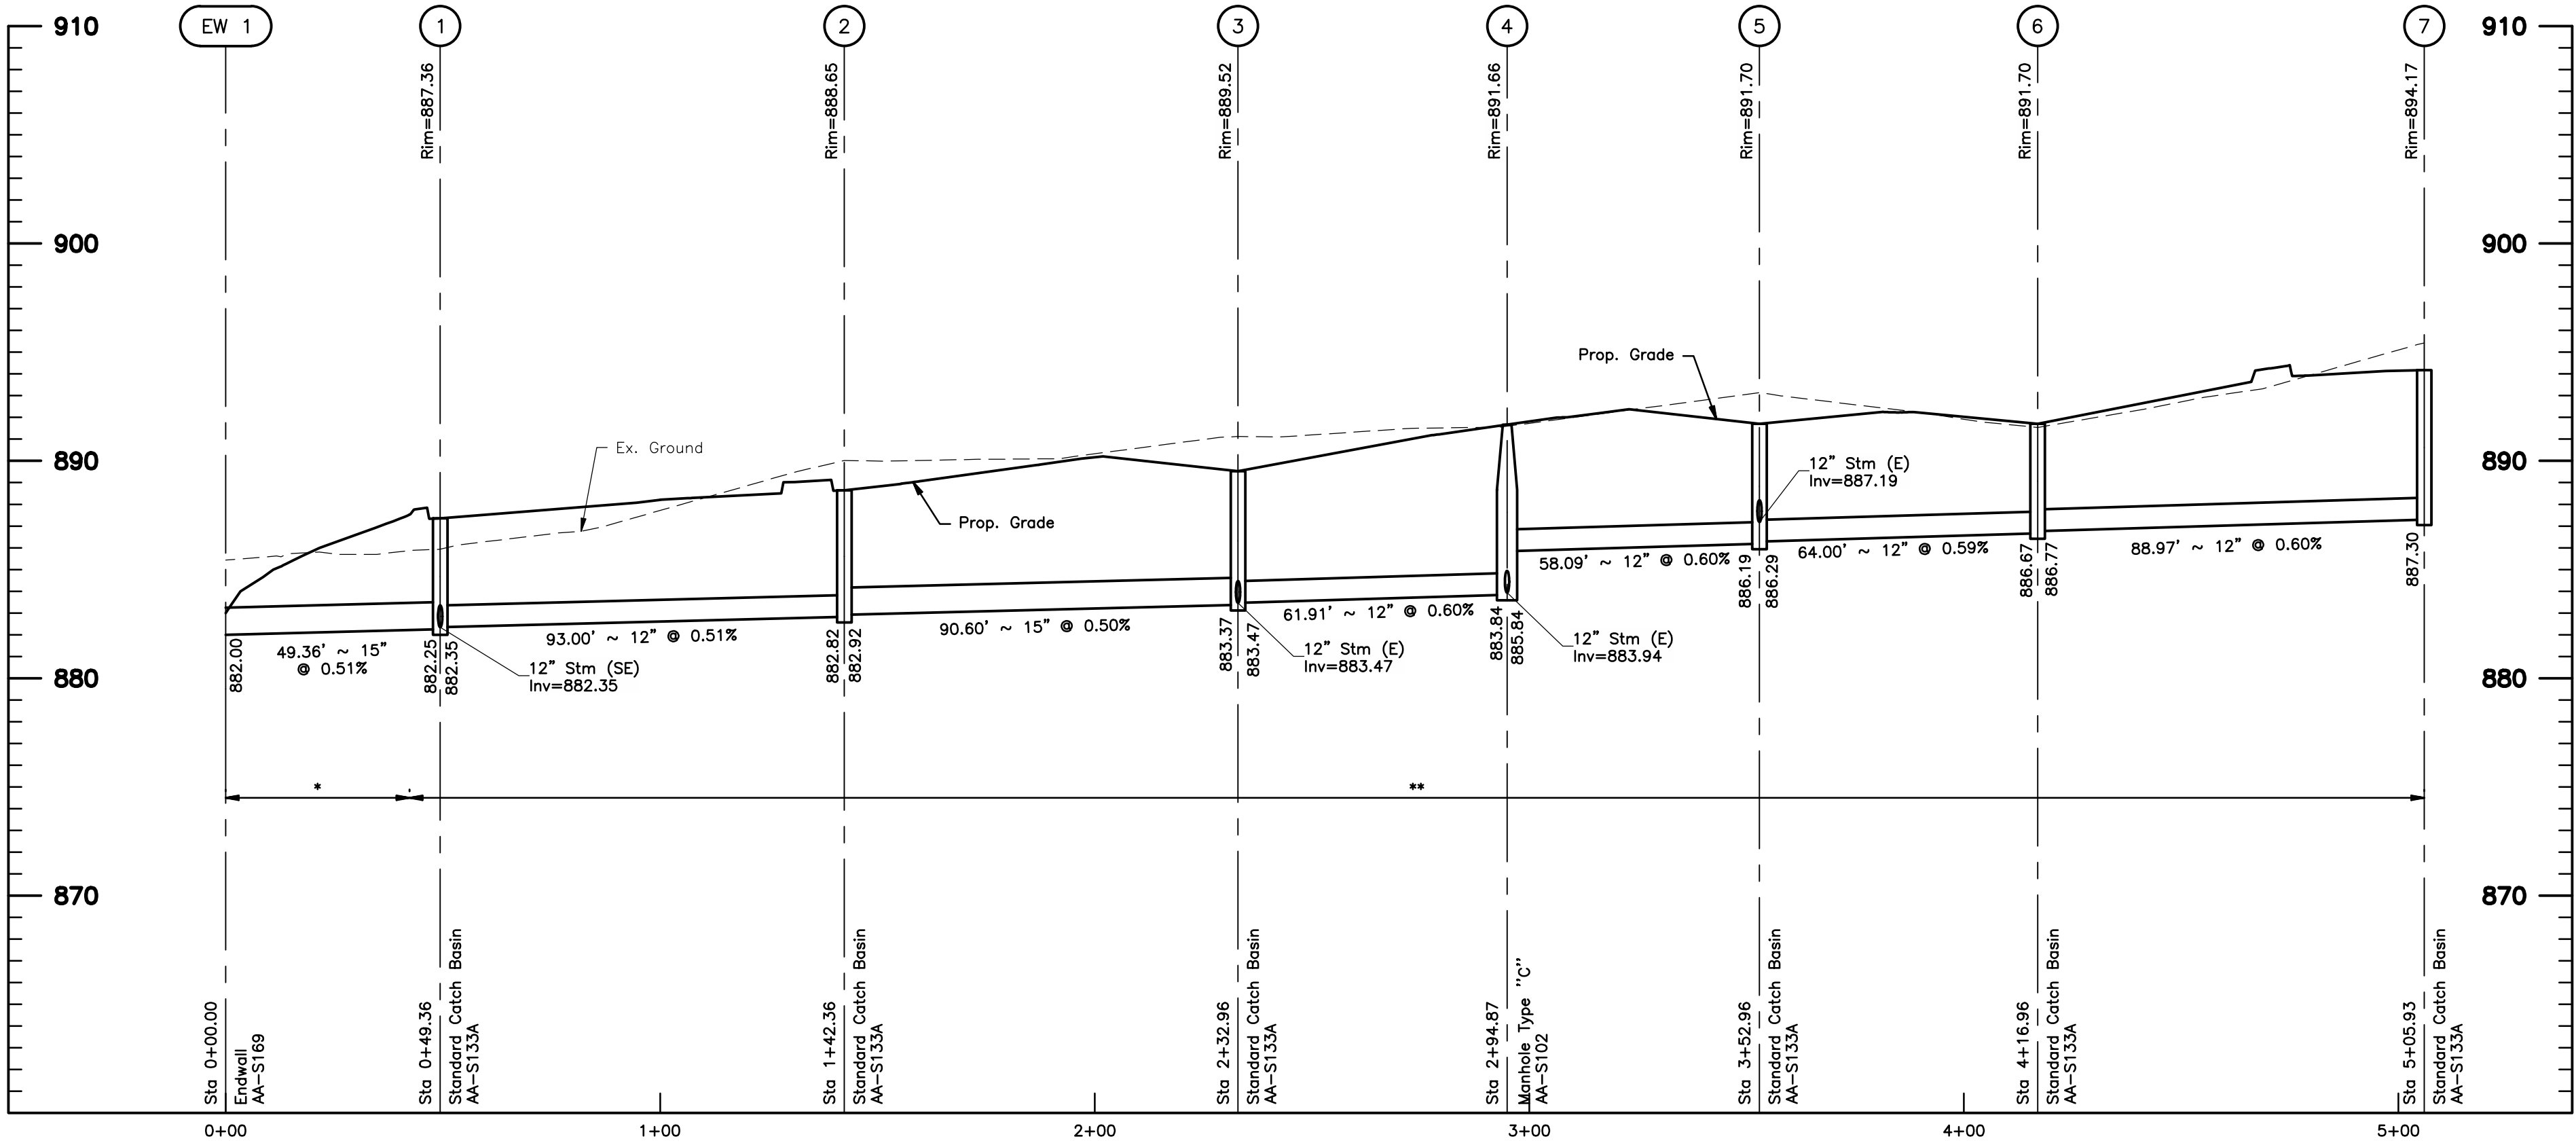 910
EW 1
1
2
3
4
5
6
7
910
Rim=887.36
Rim=888.65
Rim=889.52
Rim=891.66
Rim=891.70
Rim=891.70
Rim=894.17
900
900
Prop. Grade
Ex. Ground
890
890
12” Stm (E)
Inv=887.19
Prop. Grade
58.09' ~ 12” @ 0.60%
64.00' ~ 12” @ 0.59%
88.97' ~ 12” @ 0.60%
886.19
886.29
886.67
886.77
887.30
49.36' ~ 15”
@ 0.51%
93.00' ~ 12” @ 0.51%
90.60' ~ 15” @ 0.50%
61.91' ~ 12” @ 0.60%
882.00
882.25
882.35
882.82
882.92
883.37
883.47
883.84
885.84
12” Stm (SE)
Inv=882.35
12” Stm (E)
Inv=883.47
12” Stm (E)
Inv=883.94
880
880
*
**
870
870
Sta 0+00.00
Endwall
AA-S169
Sta 0+49.36
Standard Catch Basin
AA-S133A
Sta 1+42.36
Standard Catch Basin
AA-S133A
Sta 2+32.96
Standard Catch Basin
AA-S133A
Sta 2+94.87
Manhole Type "C"
AA-S102
Sta 3+52.96
Standard Catch Basin
AA-S133A
Sta 4+16.96
Standard Catch Basin
AA-S133A
Sta 5+05.93
Standard Catch Basin
AA-S133A
0+00
1+00
2+00
3+00
4+00
5+00